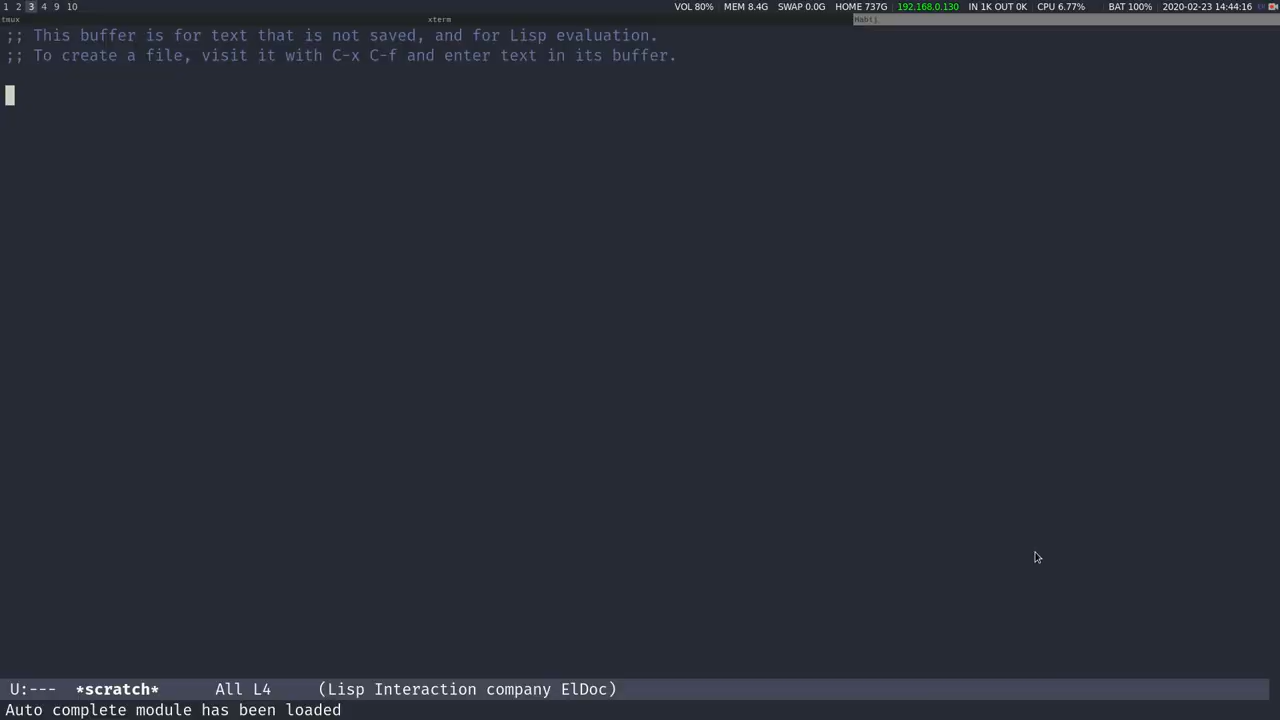 1 2 3 4 9 10 VOL 80% MEM 8.4G SWAP 0.0G HOME 737G 192.168.0.130 IN 1K OUT 0K CPU 6.77% BAT 100% 2020-02-23 14:44:16
tmux xterm Habij
;; This buffer is for text that is not saved, and for Lisp evaluation.
;; To create a file, visit it with C-x C-f and enter text in its buffer.
U:--- *scratch* All L4 (Lisp Interaction company ElDoc)
Auto complete module has been loaded